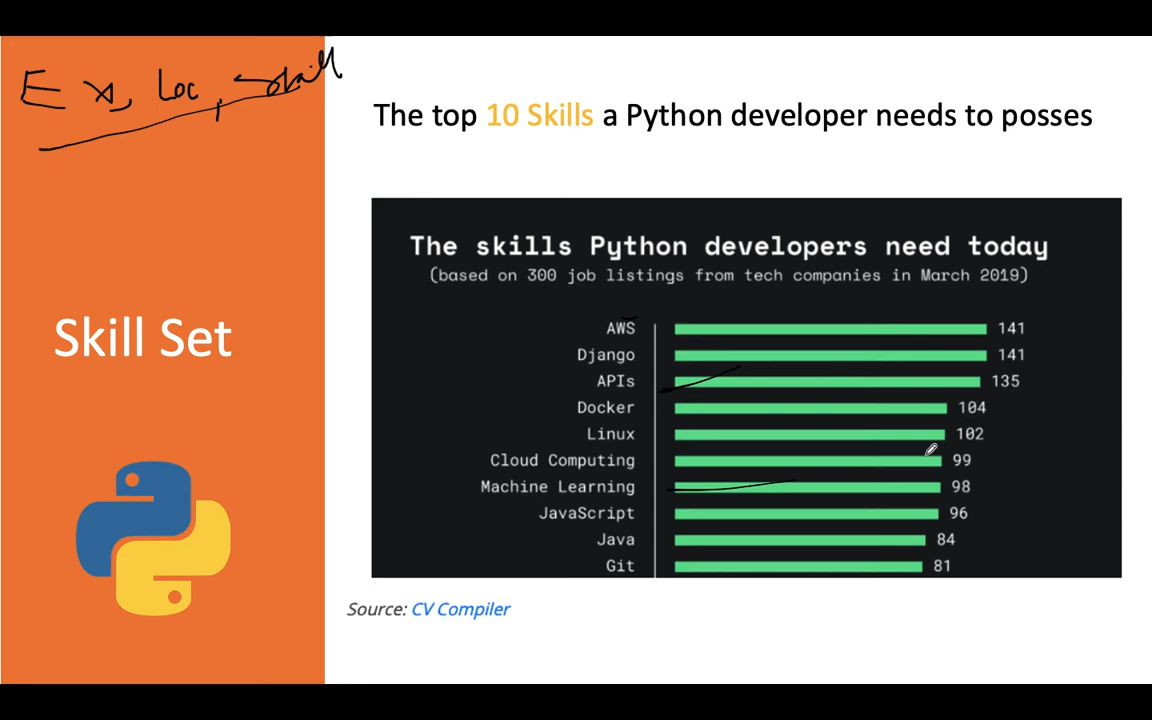 Ex, Loc, skill
The top 10 Skills a Python developer needs to posses
Skill Set
The skills Python developers need today
(based on 300 job listings from tech companies in March 2019)
AWS 141
Django 141
APIs 135
Docker 104
Linux 102
Cloud Computing 99
Machine Learning 98
JavaScript 96
Java 84
Git 81
Source: CV Compiler